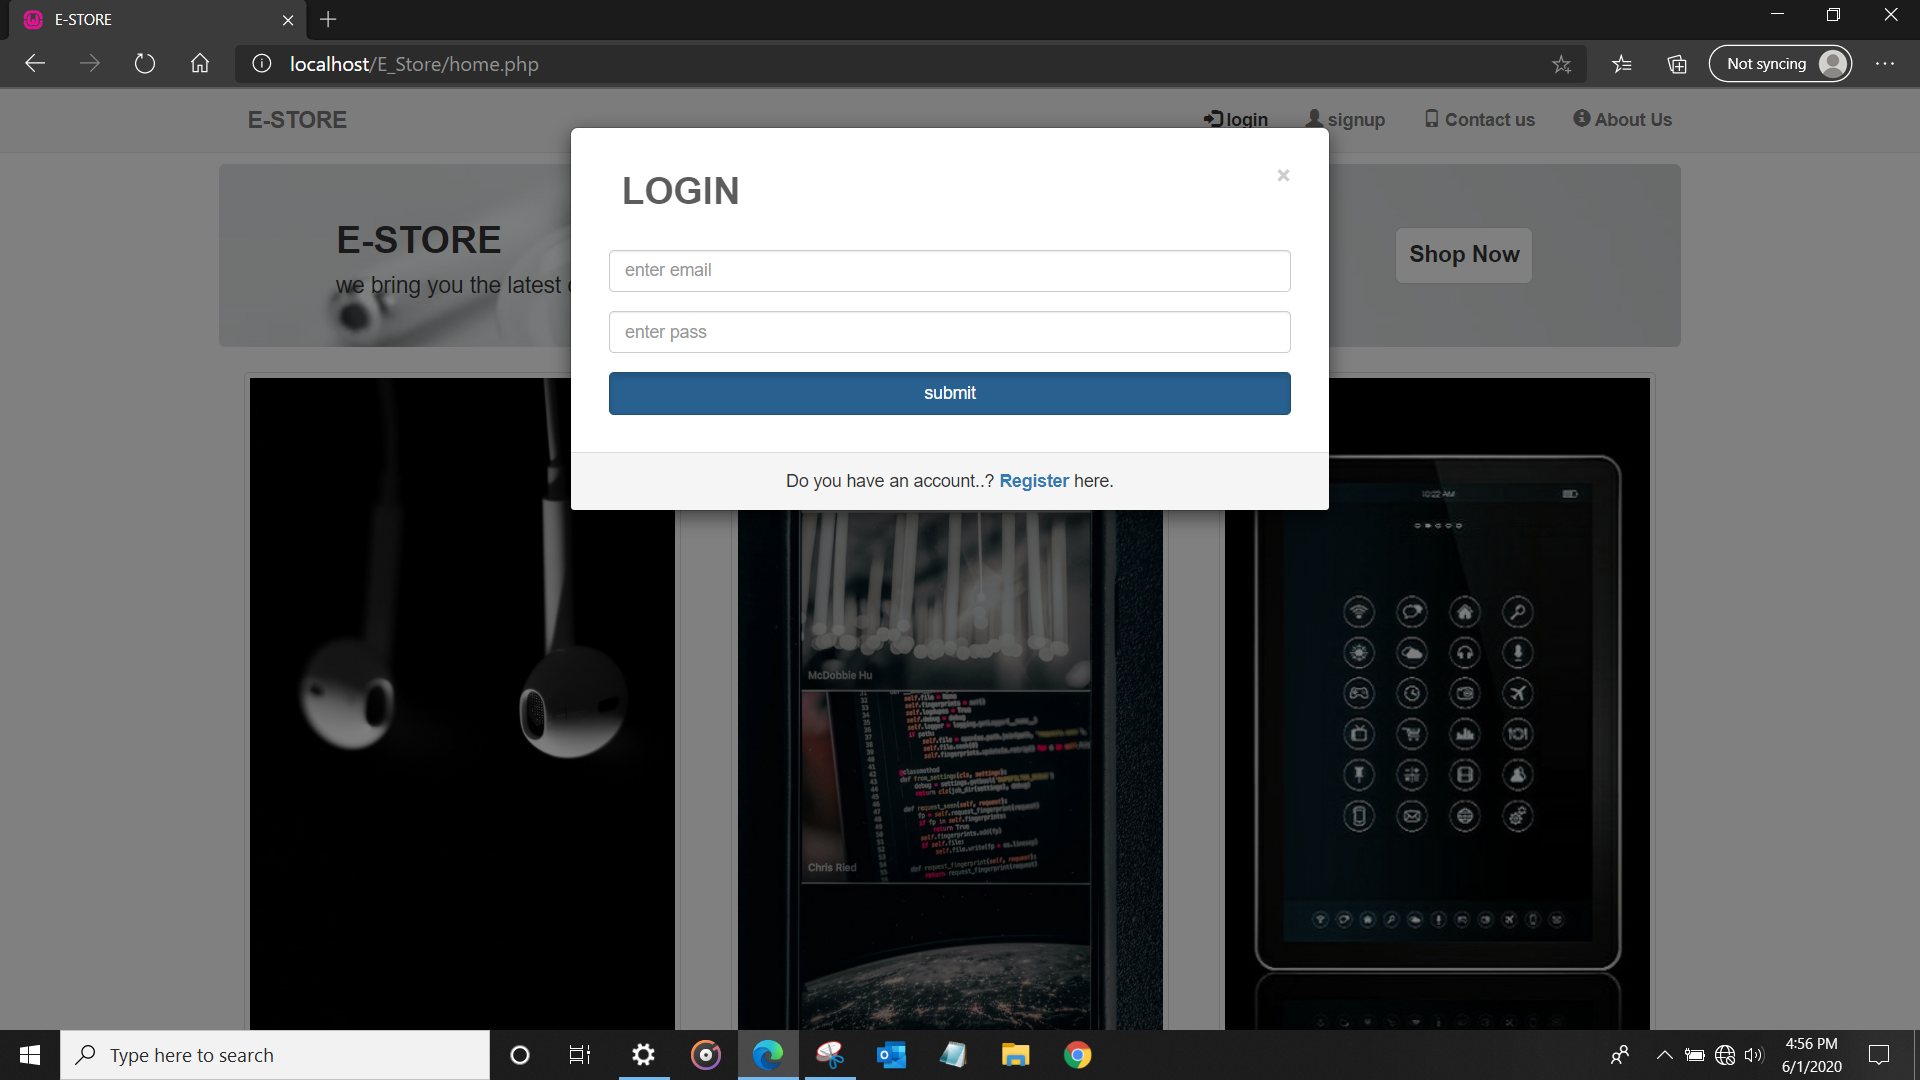 E-STORE
localhost/E_Store/home.php
Not syncing
E-STORE
login
signup
Contact us
About Us
LOGIN
×
E-STORE
we bring you the latest
Shop Now
enter email
enter pass
submit
Do you have an account..? Register here.
10:22 AM
McDobbie Hu
Chris Ried
Type here to search
4:56 PM
6/1/2020